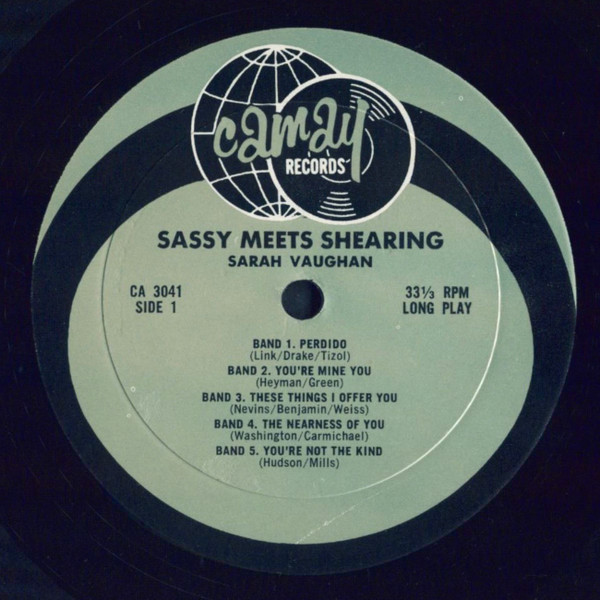 camay
RECORDS
SASSY MEETS SHEARING
SARAH VAUGHAN
CA 3041
SIDE 1
33⅓ RPM
LONG PLAY
BAND 1. PERDIDO
(Link/Drake/Tizol)
BAND 2. YOU'RE MINE YOU
(Heyman/Green)
BAND 3. THESE THINGS I OFFER YOU
(Nevins/Benjamin/Weiss)
BAND 4. THE NEARNESS OF YOU
(Washington/Carmichael)
BAND 5. YOU'RE NOT THE KIND
(Hudson/Mills)